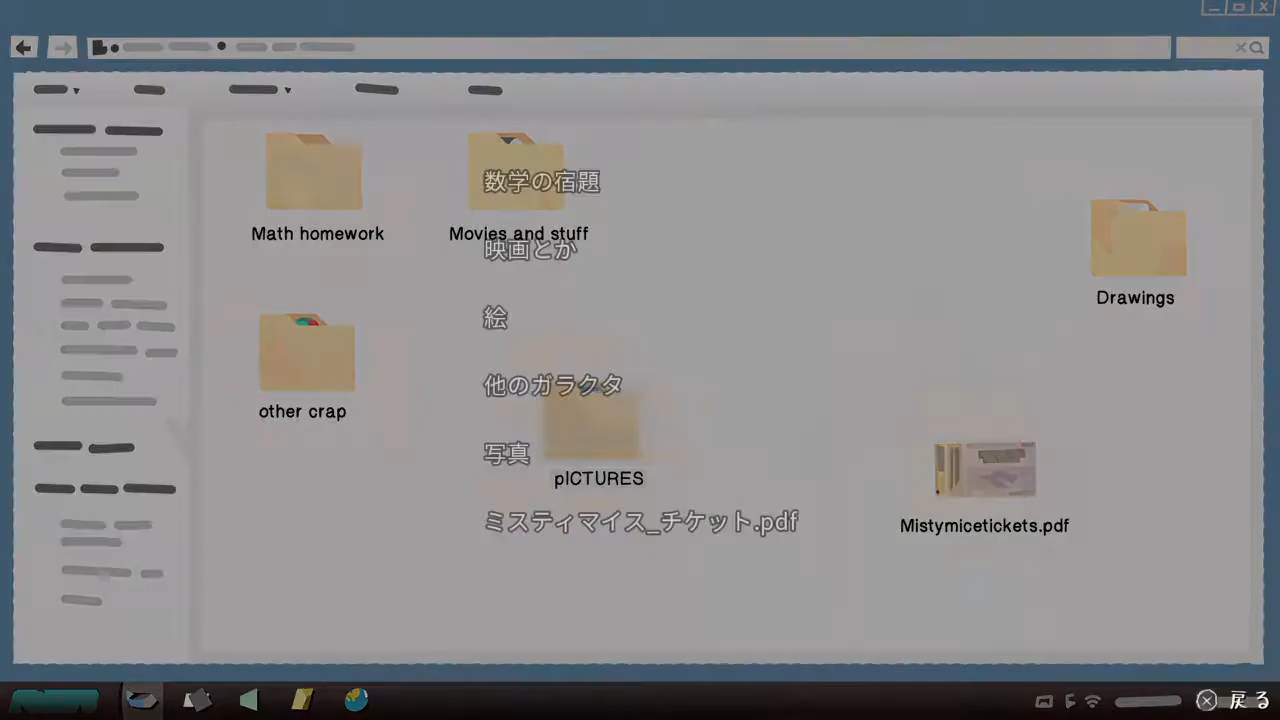 Math homework
Movies and stuff
Drawings
other crap
pICTURES
Mistymicetickets.pdf
数学の宿題
映画とか
絵
他のガラクタ
写真
ミスティマイス_チケット.pdf
戻る